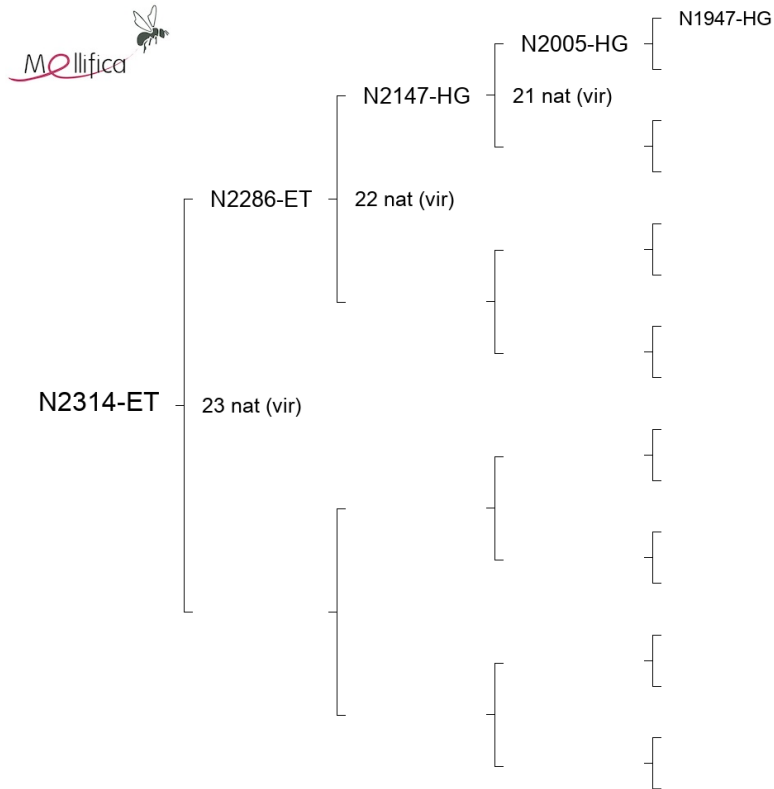 Mellifica
N1947-HG
N2005-HG
N2147-HG
21 nat (vir)
N2286-ET
22 nat (vir)
N2314-ET
23 nat (vir)